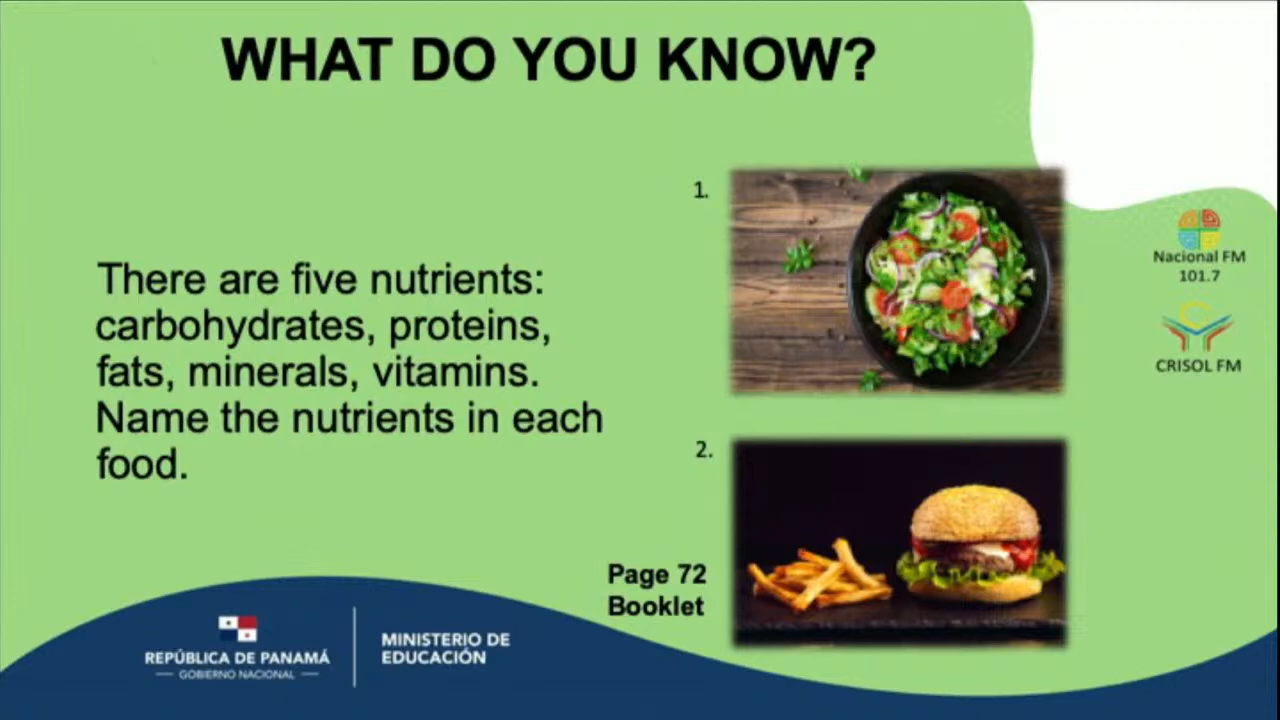 WHAT DO YOU KNOW?
1.
There are five nutrients:
carbohydrates, proteins,
fats, minerals, vitamins.
Name the nutrients in each
food.
2.
Page 72
Booklet
Nacional FM
101.7
CRISOL FM
REPÚBLICA DE PANAMÁ
GOBIERNO NACIONAL
MINISTERIO DE
EDUCACIÓN